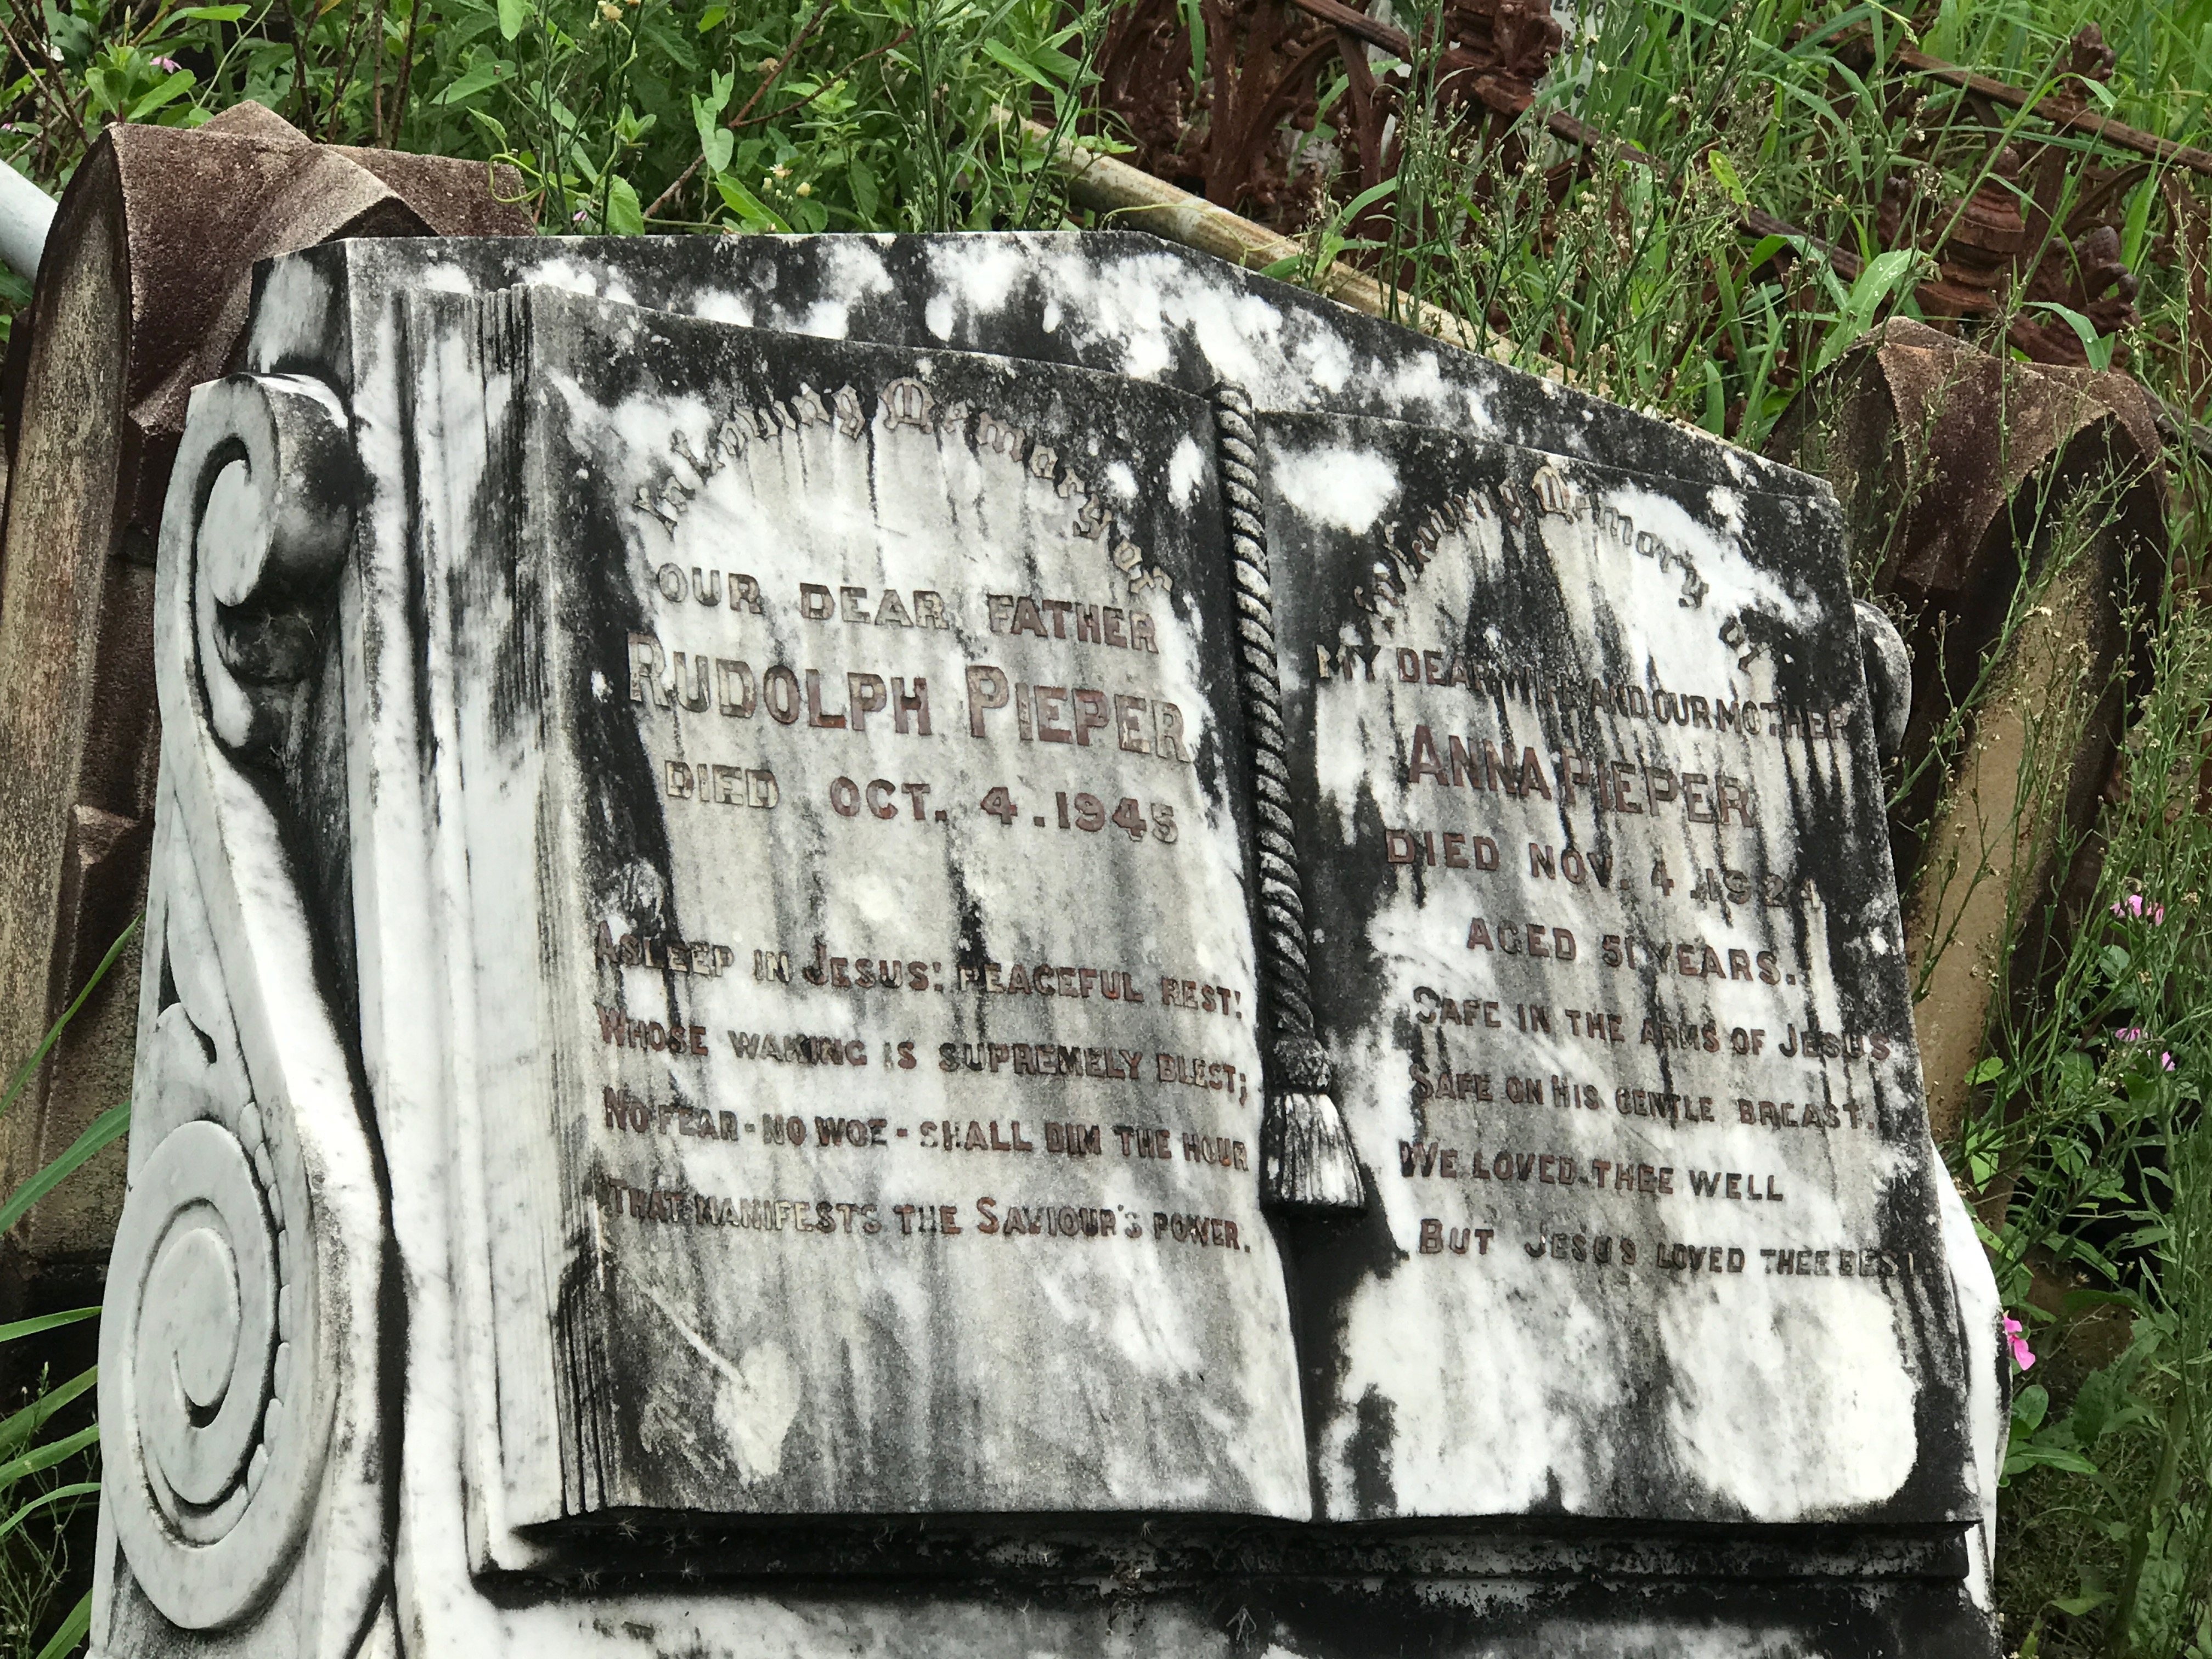 In Loving Memory of
OUR DEAR FATHER
RUDOLPH PIEPER
DIED OCT. 4. 1945
ASLEEP IN JESUS! PEACEFUL REST!
WHOSE WAKING IS SUPREMELY BLEST;
NO FEAR - NO WOE - SHALL DIM THE HOUR
THAT MANIFESTS THE SAVIOUR'S POWER.
In Loving Memory of
MY DEAR WIFE AND OUR MOTHER
ANNA PIEPER
DIED NOV. 4. 1924
AGED 51 YEARS.
SAFE IN THE ARMS OF JESUS
SAFE ON HIS GENTLE BREAST.
WE LOVED THEE WELL
BUT JESUS LOVED THEE BEST.